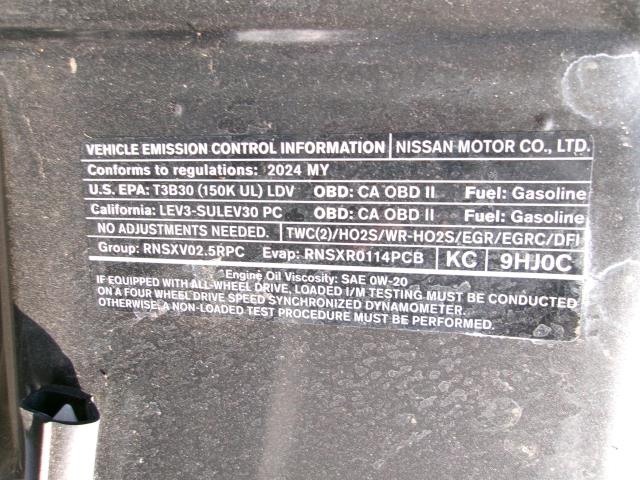 VEHICLE EMISSION CONTROL INFORMATION NISSAN MOTOR CO., LTD.
Conforms to regulations: 2024 MY
U.S. EPA: T3B30 (150K UL) LDV OBD: CA OBD II Fuel: Gasoline
California: LEV3-SULEV30 PC OBD: CA OBD II Fuel: Gasoline
NO ADJUSTMENTS NEEDED. TWC(2)/HO2S/WR-HO2S/EGR/EGRC/DFI
Group: RNSXV02.5RPC Evap: RNSXR0114PCB KC 9HJ0C
Engine Oil Viscosity: SAE 0W-20
IF EQUIPPED WITH ALL-WHEEL DRIVE, LOADED I/M TESTING MUST BE CONDUCTED
ON A FOUR WHEEL DRIVE SPEED SYNCHRONIZED DYNAMOMETER.
OTHERWISE, A NON-LOADED TEST PROCEDURE MUST BE PERFORMED.